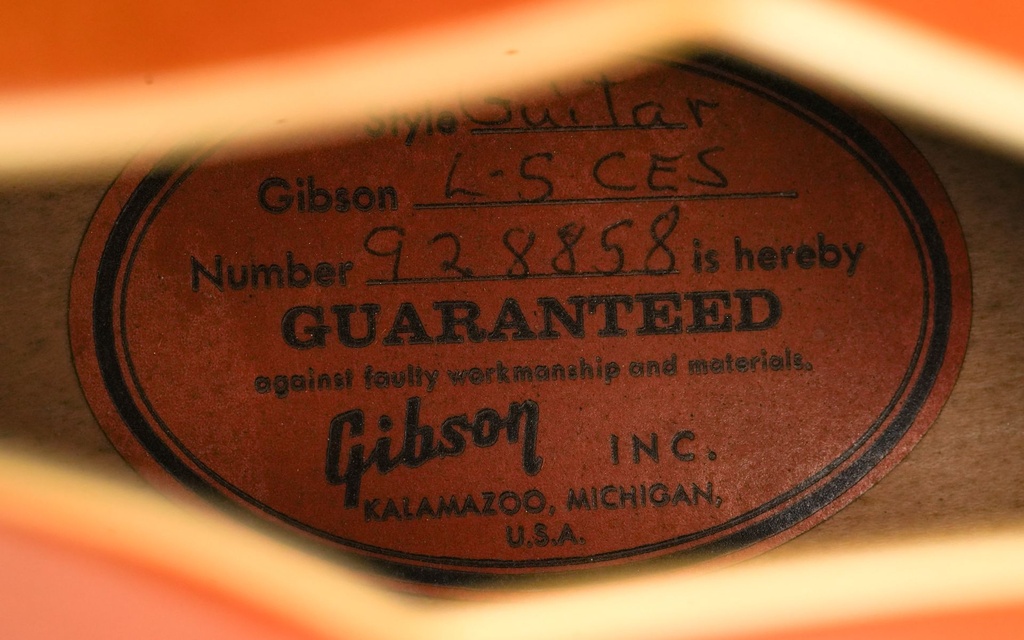 Style Guitar
Gibson L-5 CES
Number 928858 is hereby
GUARANTEED
against faulty workmanship and materials.
Gibson INC.
KALAMAZOO, MICHIGAN,
U.S.A.